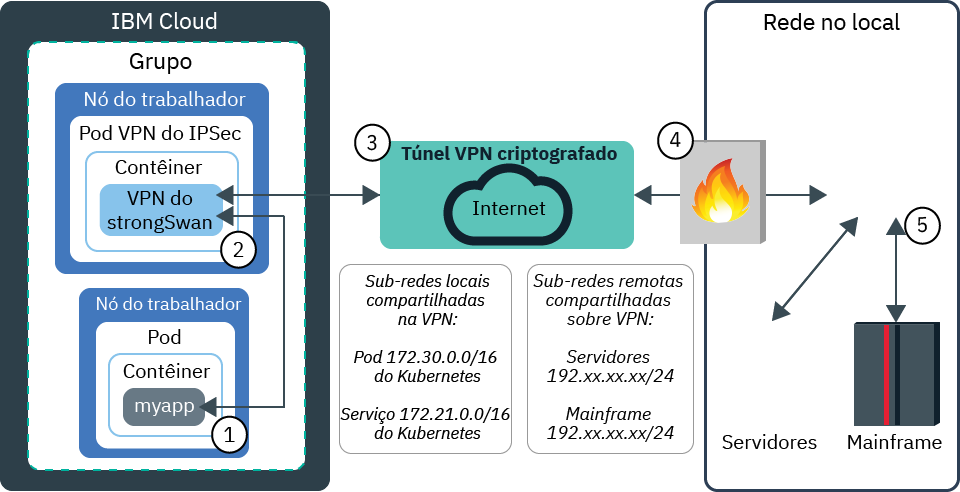 IBM Cloud
Grupo
Nó do trabalhador
Pod VPN do IPSec
Contêiner
VPN do
strongSwan
2
Nó do trabalhador
Pod
Contêiner
myapp
1
3
Túnel VPN criptografado
Internet
Sub-redes locais
compartilhadas
na VPN:
Pod 172.30.0.0/16
do Kubernetes
Serviço 172.21.0.0/16
do Kubernetes
Sub-redes remotas
compartilhadas
sobre VPN:
Servidores
192.xx.xx.xx/24
Mainframe
192.xx.xx.xx/24
4
Rede no local
5
Servidores
Mainframe